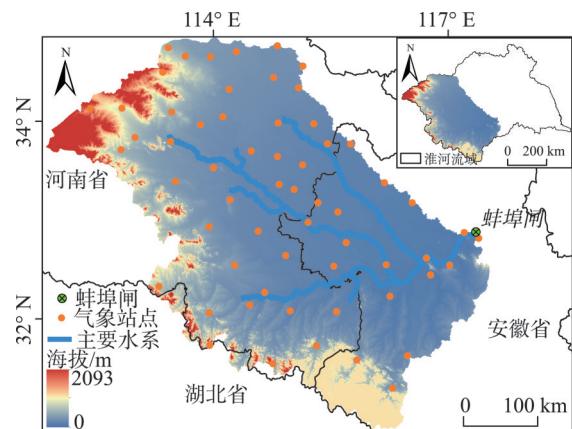 114° E
117° E
N
N
34° N
淮河流域
0 200 km
河南省
蚌埠闸
蚌埠闸
气象站点
32° N
主要水系
安徽省
海拔/m
2093
湖北省
0
0 100 km